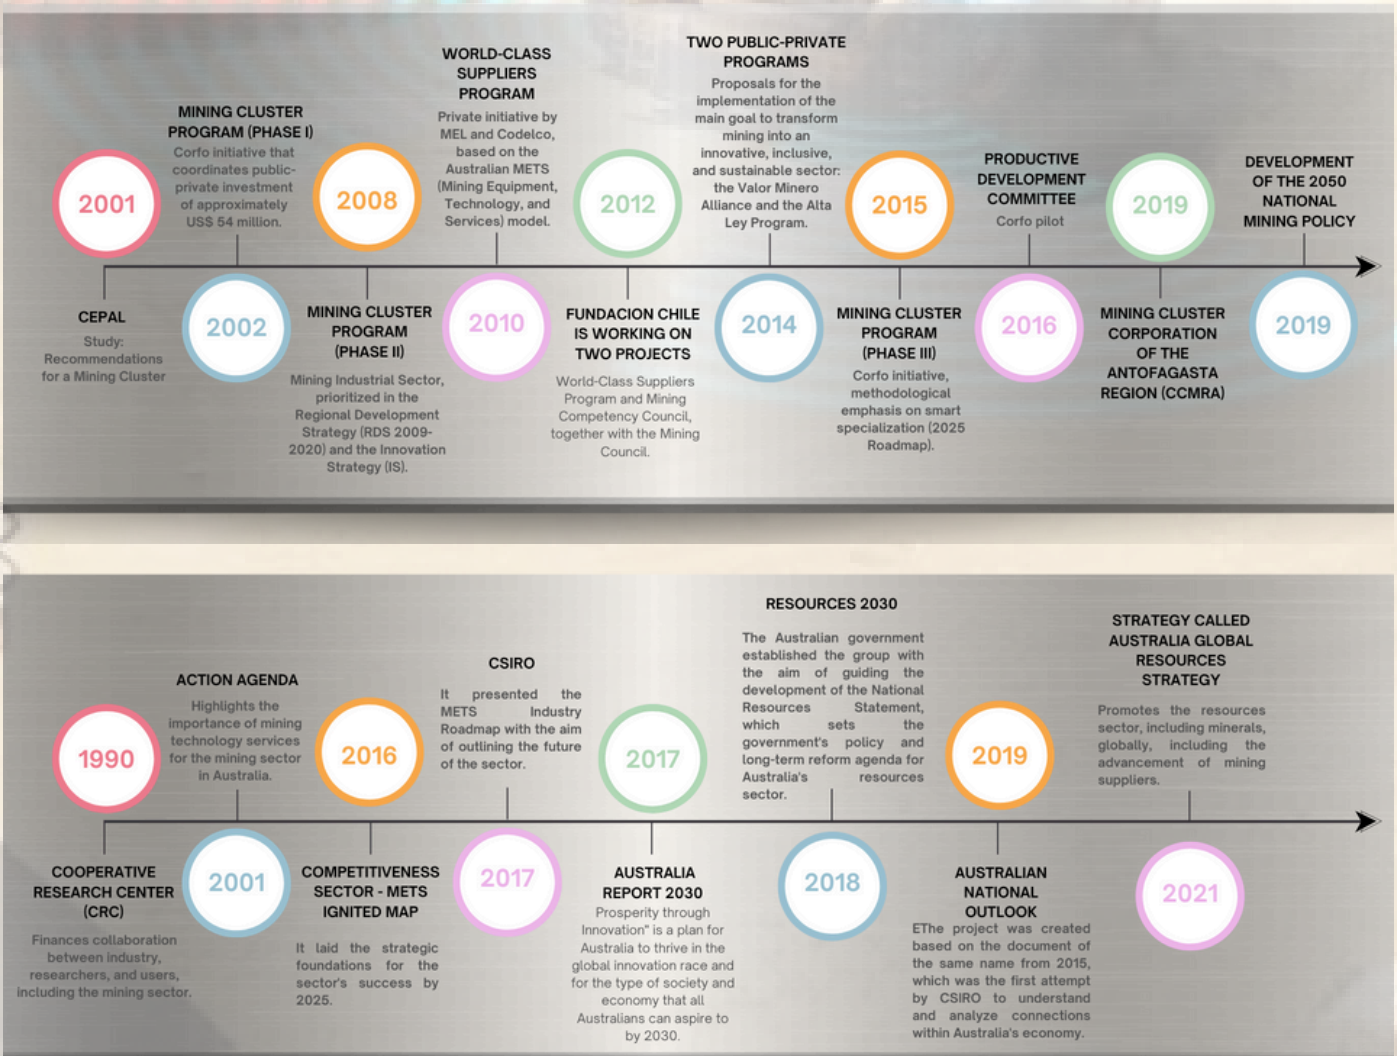 2001
CEPAL
Study:
Recommendations
for a Mining Cluster
MINING CLUSTER
PROGRAM (PHASE I)
Corfo initiative that
coordinates public-
private investment
of approximately
US$ 54 million.
2002
2008
MINING CLUSTER
PROGRAM
(PHASE II)
Mining Industrial Sector,
prioritized in the
Regional Development
Strategy (RDS 2009-
2020) and the Innovation
Strategy (IS).
WORLD-CLASS
SUPPLIERS
PROGRAM
Private initiative by
MEL and Codelco,
based on the
Australian METS
(Mining Equipment,
Technology, and
Services) model.
2010
2012
FUNDACION CHILE
IS WORKING ON
TWO PROJECTS
World-Class Suppliers
Program and Mining
Competency Council,
together with the Mining
Council.
TWO PUBLIC-PRIVATE
PROGRAMS
Proposals for the
implementation of the
main goal to transform
mining into an
innovative, inclusive,
and sustainable sector:
the Valor Minero
Alliance and the Alta
Ley Program.
2014
2015
MINING CLUSTER
PROGRAM
(PHASE III)
Corfo initiative,
methodological
emphasis on smart
specialization (2025
Roadmap).
PRODUCTIVE
DEVELOPMENT
COMMITTEE
Corfo pilot
2016
2019
MINING CLUSTER
CORPORATION
OF THE
ANTOFAGASTA
REGION (CCMRA)
DEVELOPMENT
OF THE 2050
NATIONAL
MINING POLICY
2019
1990
COOPERATIVE
RESEARCH CENTER
(CRC)
Finances collaboration
between industry,
researchers, and users,
including the mining sector.
ACTION AGENDA
Highlights the
importance of mining
technology services
for the mining sector
in Australia.
2001
2016
COMPETITIVENESS
SECTOR - METS
IGNITED MAP
It laid the strategic
foundations for the
sector's success by
2025.
CSIRO
It presented the
METS Industry
Roadmap with the aim
of outlining the future
of the sector.
2017
2017
AUSTRALIA
REPORT 2030
Prosperity through
Innovation" is a plan for
Australia to thrive in the
global innovation race and
for the type of society and
economy that all
Australians can aspire to
by 2030.
RESOURCES 2030
The Australian government
established the group with
the aim of guiding the
development of the National
Resources Statement,
which sets the
government's policy and
long-term reform agenda for
Australia's resources
sector.
2018
2019
AUSTRALIAN
NATIONAL
OUTLOOK
EThe project was created
based on the document of
the same name from 2015,
which was the first attempt
by CSIRO to understand
and analyze connections
within Australia's economy.
STRATEGY CALLED
AUSTRALIA GLOBAL
RESOURCES
STRATEGY
Promotes the resources
sector, including minerals,
globally, including the
advancement of mining
suppliers.
2021